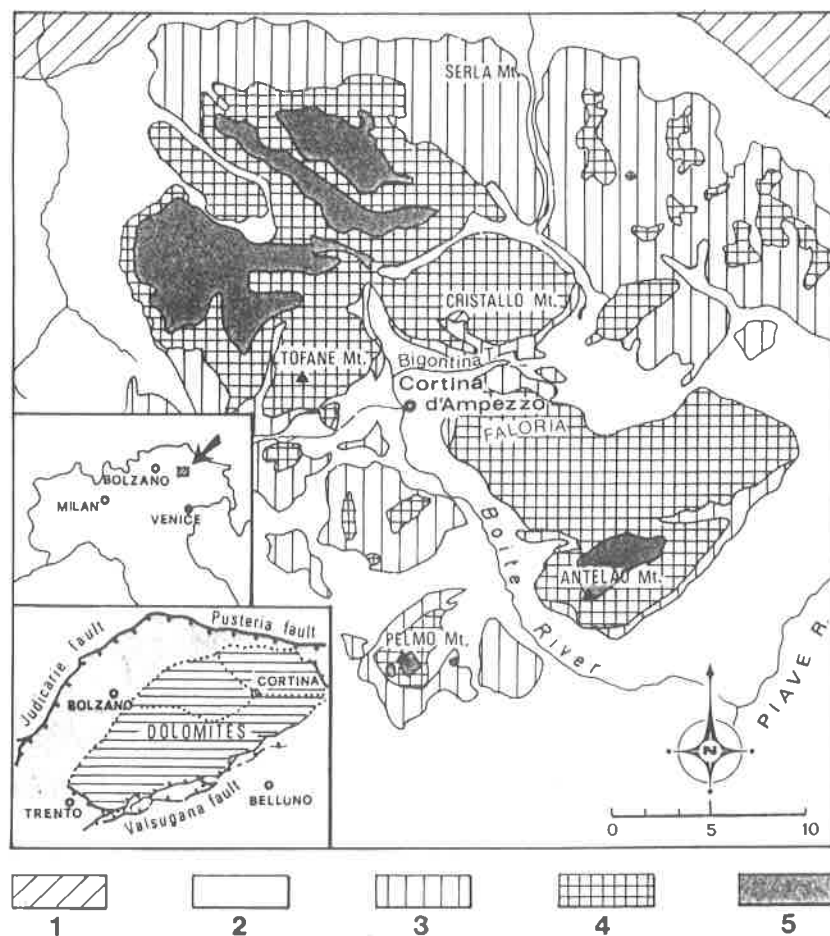 SERLA Mt.
CRISTALLO Mt.
TOFANE Mt.
Bigontina
Cortina
d'Ampezzo
FALORIA
Boite
River
ANTELAO Mt.
PELMO Mt.
PIAVE R.
N
0 5 10
BOLZANO
MILAN
VENICE
Pusteria fault
Judicarie fault
CORTINA
BOLZANO
DOLOMITES
TRENTO
Valsugana fault
BELLUNO
1 2 3 4 5